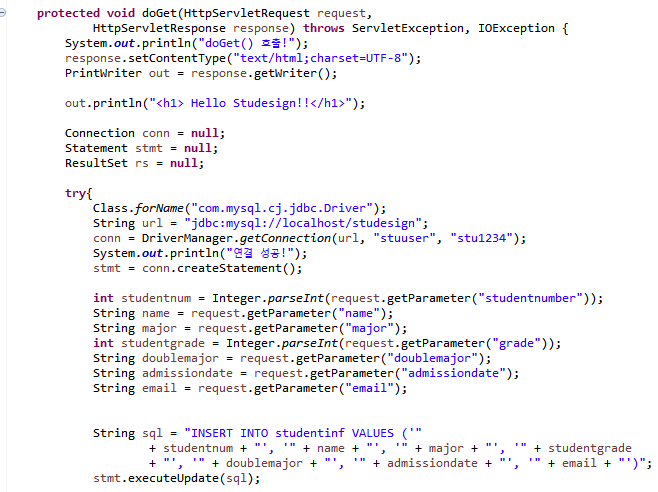 protected void doGet(HttpServletRequest request,
HttpServletResponse response) throws ServletException, IOException {
System.out.println("doGet() 호출!");
response.setContentType("text/html;charset=UTF-8");
PrintWriter out = response.getWriter();
out.println("<h1> Hello Studesign!!</h1>");
Connection conn = null;
Statement stmt = null;
ResultSet rs = null;
try{
Class.forName("com.mysql.cj.jdbc.Driver");
String url = "jdbc:mysql://localhost/studesign";
conn = DriverManager.getConnection(url, "stuuser", "stu1234");
System.out.println("연결 성공!");
stmt = conn.createStatement();
int studentnum = Integer.parseInt(request.getParameter("studentnumber"));
String name = request.getParameter("name");
String major = request.getParameter("major");
int studentgrade = Integer.parseInt(request.getParameter("grade"));
String doublemajor = request.getParameter("doublemajor");
String admissiondate = request.getParameter("admissiondate");
String email = request.getParameter("email");
String sql = "INSERT INTO studentinf VALUES ('"
+ studentnum + "', '" + name + "', '" + major + "', '" + studentgrade
+ "', '" + doublemajor + "', '" + admissiondate + "', '" + email + "')";
stmt.executeUpdate(sql);